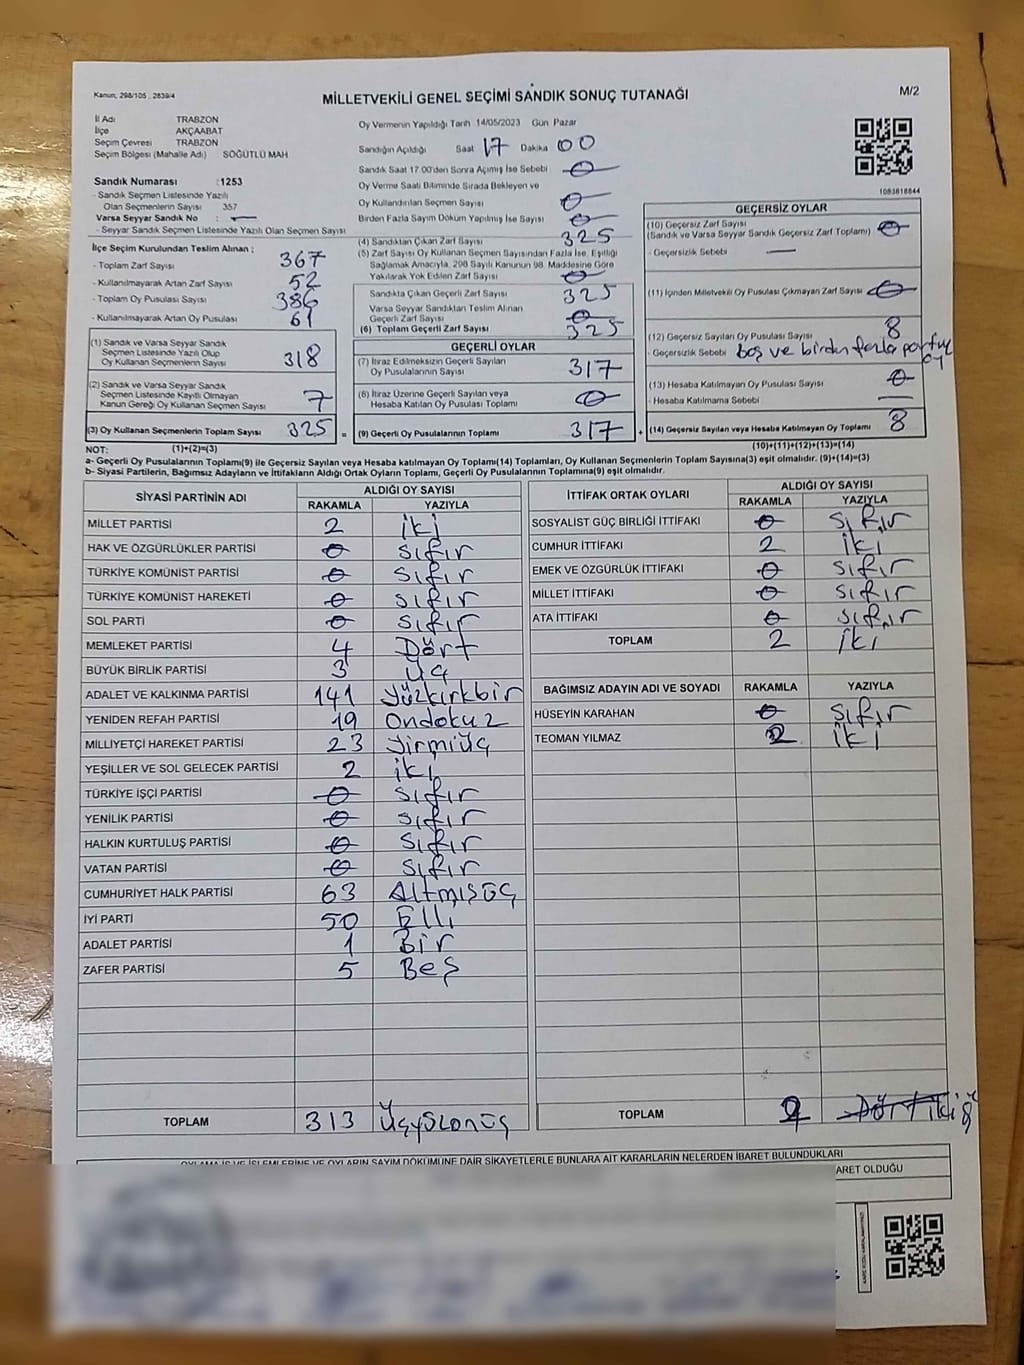 Kanun, 298/105 , 2839/4
MİLLETVEKİLİ GENEL SEÇİMİ SANDIK SONUÇ TUTANAĞI
M/2
İl Adı TRABZON
İlçe AKÇAABAT
Seçim Çevresi TRABZON
Seçim Bölgesi (Mahalle Adı) SÖĞÜTLÜ MAH
Sandık Numarası : 1253
- Sandık Seçmen Listesinde Yazılı
Olan Seçmenlerin Sayısı 357
Varsa Seyyar Sandık No : -
- Seyyar Sandık Seçmen Listesinde Yazılı Olan Seçmen Sayısı
Oy Vermenin Yapıldığı Tarih 14/05/2023 Gün Pazar
Sandığın Açıldığı Saat 17 Dakika 00
Sandık Saat 17.00'den Sonra Açımış İse Sebebi 0
Oy Verme Saati Bitiminde Sırada Bekleyen ve
Oy Kullandırılan Seçmen Sayısı 0
Birden Fazla Sayım Döküm Yapılmış İse Sayısı 0
1083818844
İlçe Seçim Kurulundan Teslim Alınan ;
- Toplam Zarf Sayısı 367
- Kullanılmayarak Artan Zarf Sayısı 52
- Toplam Oy Pusulası Sayısı 386
- Kullanılmayarak Artan Oy Pusulası 61
(1) Sandık ve Varsa Seyyar Sandık
Seçmen Listesinde Yazılı Olup
Oy Kullanan Seçmenlerin Sayısı 318
(2) Sandık ve Varsa Seyyar Sandık
Seçmen Listesinde Kayıtlı Olmayan
Kanun Gereği Oy Kullanan Seçmen Sayısı 7
(3) Oy Kullanan Seçmenlerin Toplam Sayısı 325 =
(4) Sandıktan Çıkan Zarf Sayısı 325
(5) Zarf Sayısı Oy Kullanan Seçmen Sayısından Fazla İse, Eşitliği
Sağlamak Amacıyla, 298 Sayılı Kanunun 98. Maddesine Göre
Yakılarak Yok Edilen Zarf Sayısı 0
Sandıkta Çıkan Geçerli Zarf Sayısı 325
Varsa Seyyar Sandıktan Teslim Alınan
Geçerli Zarf Sayısı 0
(6) Toplam Geçerli Zarf Sayısı 325
GEÇERLİ OYLAR
(7) İtiraz Edilmeksizin Geçerli Sayılan
Oy Pusulalarının Sayısı 317
(8) İtiraz Üzerine Geçerli Sayılan veya
Hesaba Katılan Oy Pusulası Toplamı 0
(9) Geçerli Oy Pusulalarının Toplamı 317 +
GEÇERSİZ OYLAR
(10) Geçersiz Zarf Sayısı
(Sandık ve Varsa Seyyar Sandık Geçersiz Zarf Toplamı) 0
- Geçersizlik Sebebi -
(11) İçinden Milletvekili Oy Pusulası Çıkmayan Zarf Sayısı 0
(12) Geçersiz Oy Pusulası Sayısı 8
- Geçersizlik Sebebi boş ve birden fazla partiye
oy
(13) Hesaba Katılmayan Oy Pusulası Sayısı 0
- Hesaba Katılmama Sebebi -
(14) Geçersiz Sayılan veya Hesaba Katılmayan Oy Toplamı 8
NOT: (1)+(2)=(3) (10)+(11)+(12)+(13)=(14)
a- Geçerli Oy Pusulalarının Toplamı(9) ile Geçersiz Sayılan veya Hesaba katılmayan Oy Toplamı(14) Toplamları, Oy Kullanan Seçmenlerin Toplam Sayısına(3) eşit olmalıdır. (9)+(14)=(3)
b- Siyasi Partilerin, Bağımsız Adayların ve İttifakların Aldığı Ortak Oyların Toplamı, Geçerli Oy Pusulalarının Toplamına(9) eşit olmalıdır.
SİYASİ PARTİNİN ADI ALDIĞI OY SAYISI
RAKAMLA YAZIYLA
MİLLET PARTİSİ 2 iki
HAK VE ÖZGÜRLÜKLER PARTİSİ 0 sıfır
TÜRKİYE KOMÜNİST PARTİSİ 0 sıfır
TÜRKİYE KOMÜNİST HAREKETİ 0 sıfır
SOL PARTİ 0 sıfır
MEMLEKET PARTİSİ 4 Dört
BÜYÜK BİRLİK PARTİSİ 3 üç
ADALET VE KALKINMA PARTİSİ 141 yüzkırkbir
YENİDEN REFAH PARTİSİ 19 ondokuz
MİLLİYETÇİ HAREKET PARTİSİ 23 yirmiüç
YEŞİLLER VE SOL GELECEK PARTİSİ 2 iki
TÜRKİYE İŞÇİ PARTİSİ 0 sıfır
YENİLİK PARTİSİ 0 sıfır
HALKIN KURTULUŞ PARTİSİ 0 sıfır
VATAN PARTİSİ 0 sıfır
CUMHURİYET HALK PARTİSİ 63 Altmışüç
İYİ PARTİ 50 Elli
ADALET PARTİSİ 1 Bir
ZAFER PARTİSİ 5 Beş
TOPLAM 313 üçyüzonüç
İTTİFAK ORTAK OYLARI ALDIĞI OY SAYISI
RAKAMLA YAZIYLA
SOSYALİST GÜÇ BİRLİĞİ İTTİFAKI 0 sıfır
CUMHUR İTTİFAKI 2 iki
EMEK VE ÖZGÜRLÜK İTTİFAKI 0 sıfır
MİLLET İTTİFAKI 0 sıfır
ATA İTTİFAKI 0 sıfır
TOPLAM 2 iki
BAĞIMSIZ ADAYIN ADI VE SOYADI RAKAMLA YAZIYLA
HÜSEYİN KARAHAN 0 sıfır
TEOMAN YILMAZ 2 iki
TOPLAM Dört iki
OYLAMA İŞ VE İŞLEMLERİNE VE OYLARIN SAYIM DÖKÜMÜNE DAİR ŞİKAYETLERLE BUNLARA AİT KARARLARIN NELERDEN İBARET BULUNDUKLARI
ARET OLDUĞU